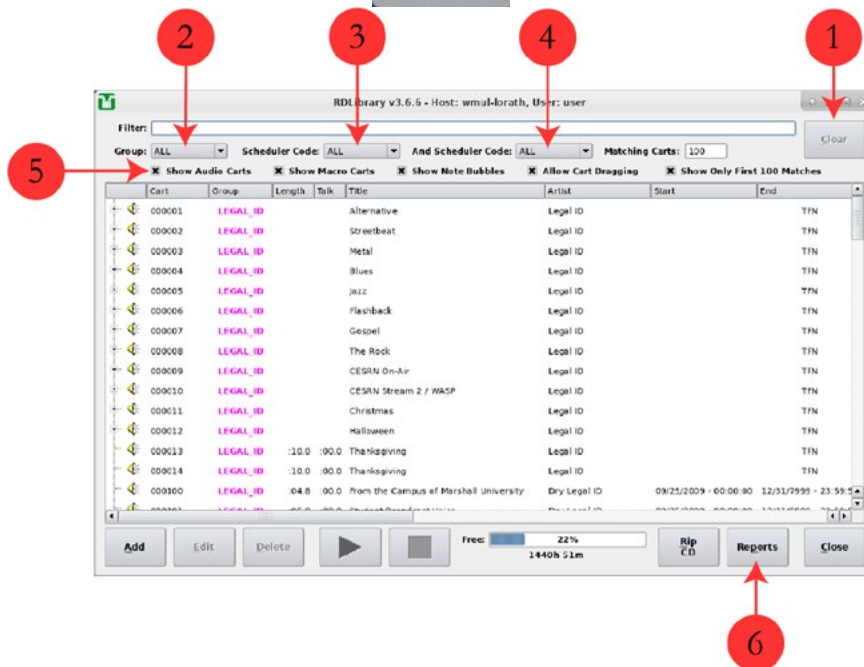 2 3 4 1
RDLibrary v3.6.6 - Host: wmul-lorath, User: user
Filter:
Clear
Group: ALL Scheduler Code: ALL And Scheduler Code: ALL Matching Carts: 100
5
Show Audio Carts Show Macro Carts Show Note Bubbles Allow Cart Dragging Show Only First 100 Matches
Cart Group Length Talk Title Artist Start End
000001 LEGAL_ID Alternative Legal ID TFN
000002 LEGAL_ID Streetbeat Legal ID TFN
000003 LEGAL_ID Metal Legal ID TFN
000004 LEGAL_ID Blues Legal ID TFN
000005 LEGAL_ID Jazz Legal ID TFN
000006 LEGAL_ID Flashback Legal ID TFN
000007 LEGAL_ID Gospel Legal ID TFN
000008 LEGAL_ID The Rock Legal ID TFN
000009 LEGAL_ID CESRN On-Air Legal ID TFN
000010 LEGAL_ID CESRN Stream 2 / WASP Legal ID TFN
000011 LEGAL_ID Christmas Legal ID TFN
000012 LEGAL_ID Halloween Legal ID TFN
000013 LEGAL_ID :10.0 :00.0 Thanksgiving Legal ID TFN
000014 LEGAL_ID :10.0 :00.0 Thanksgiving Legal ID TFN
000100 LEGAL_ID :04.8 :00.0 From the Campus of Marshall University Dry Legal ID 09/25/2009 - 00:00:00 12/31/7999 - 23:59:5
Add Edit Delete Free: 22% Rip CD Reports Close
1440h 51m
6